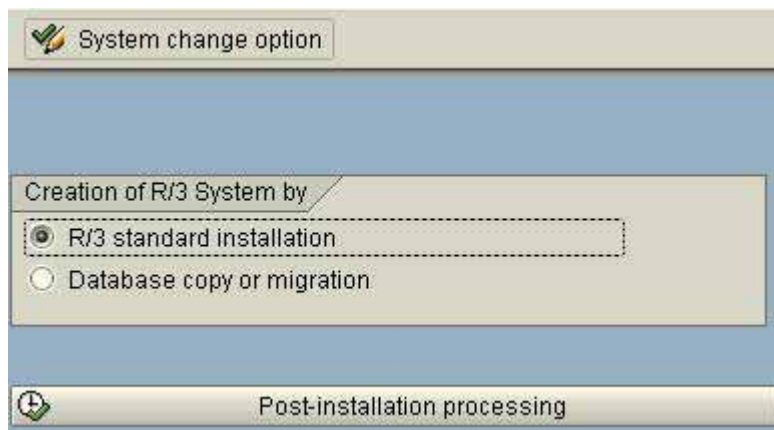 System change option
Creation of R/3 System by
R/3 standard installation
Database copy or migration
Post-installation processing